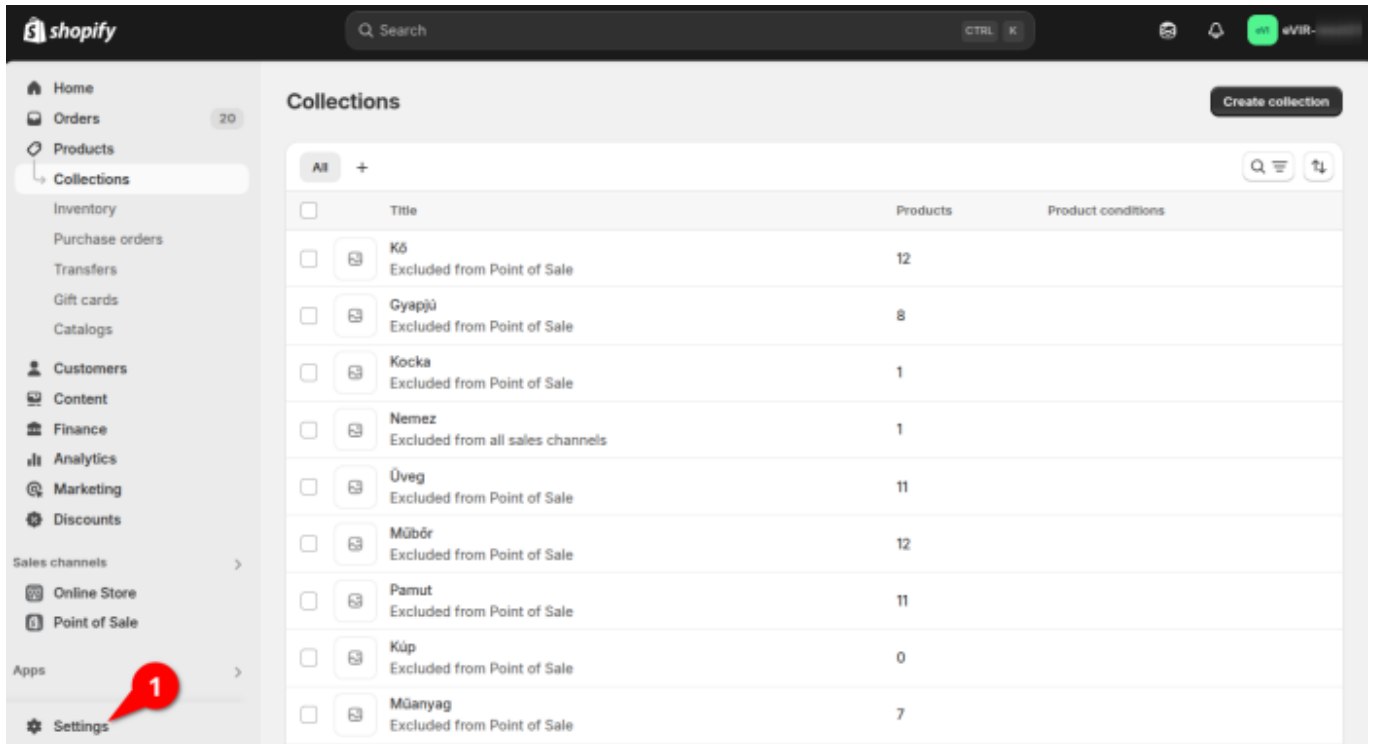 shopify
Search CTRL K
eVIR-
Home
Orders 20
Products
Collections
Inventory
Purchase orders
Transfers
Gift cards
Catalogs
Customers
Content
Finance
Analytics
Marketing
Discounts
Sales channels
Online Store
Point of Sale
Apps
1
Settings
Collections
Create collection
All +
Title Products Product conditions
Kő 12
Excluded from Point of Sale
Gyapjú 8
Excluded from Point of Sale
Kocka 1
Excluded from Point of Sale
Nemez 1
Excluded from all sales channels
Üveg 11
Excluded from Point of Sale
Műbőr 12
Excluded from Point of Sale
Pamut 11
Excluded from Point of Sale
Kúp 0
Excluded from Point of Sale
Műanyag 7
Excluded from Point of Sale